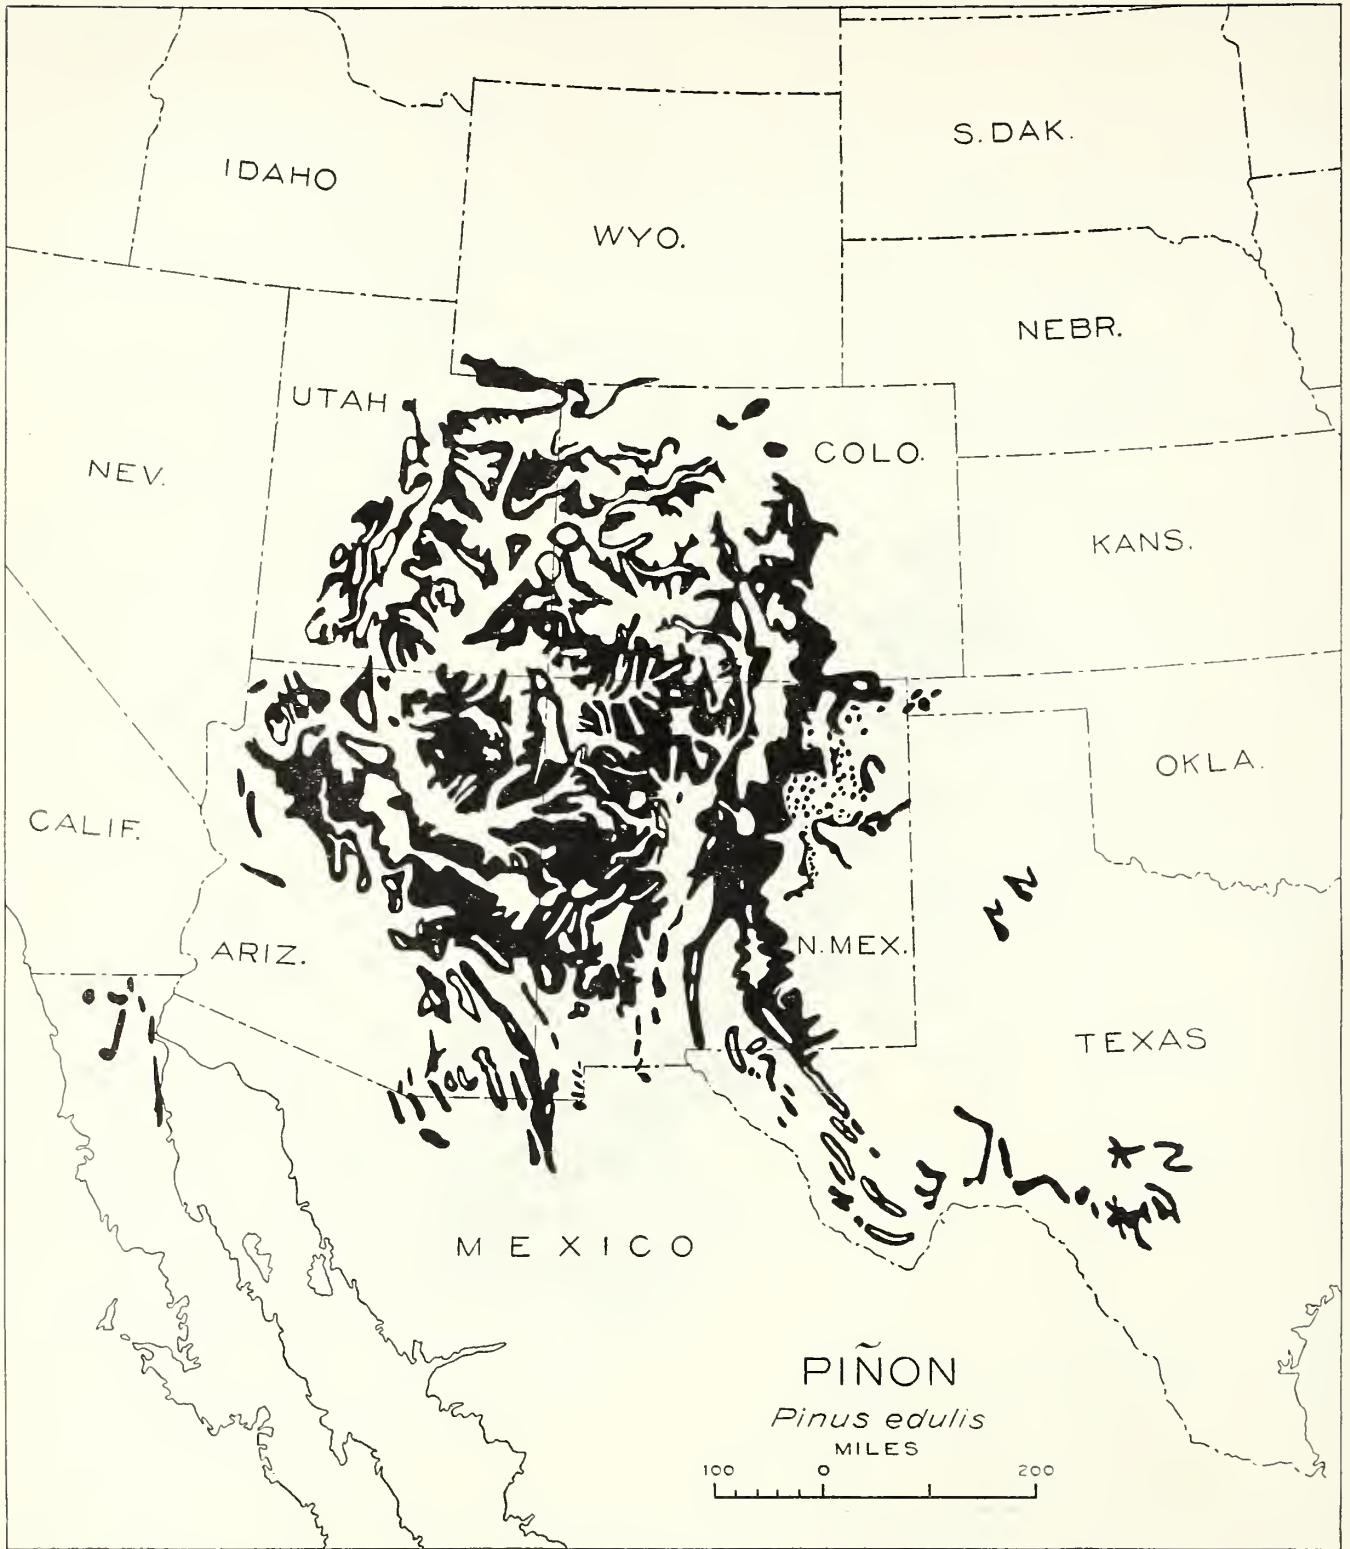 S. DAK.
IDAHO
WYO.
NEBR.
UTAH
COLO.
NEV.
KANS.
OKLA.
CALIF.
ARIZ.
N. MEX.
TEXAS
MEXICO
PIÑON
Pinus edulis
MILES
100 0 200